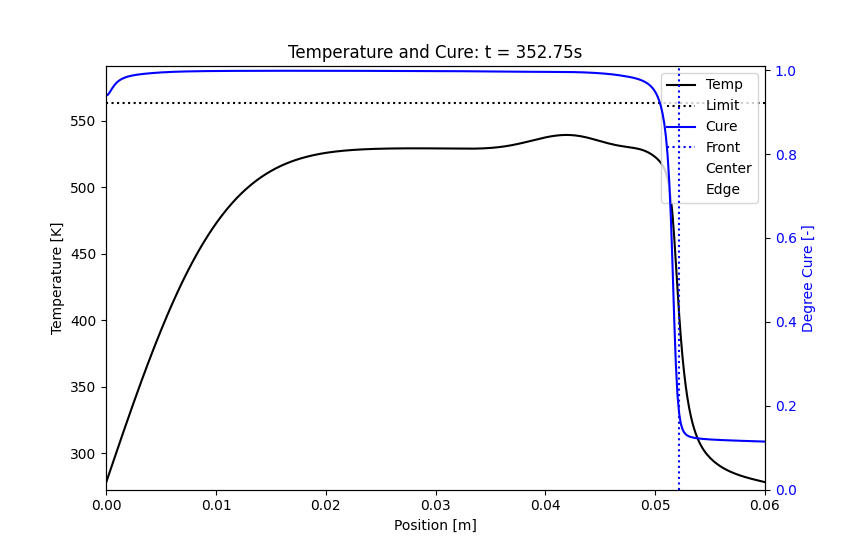 Temperature and Cure: t = 352.75s
Temp
Limit
Cure
Front
Center
Edge
550
500
450
400
350
300
Temperature [K]
1.0
0.8
0.6
0.4
0.2
0.0
Degree Cure [-]
0.00
0.01
0.02
0.03
0.04
0.05
0.06
Position [m]